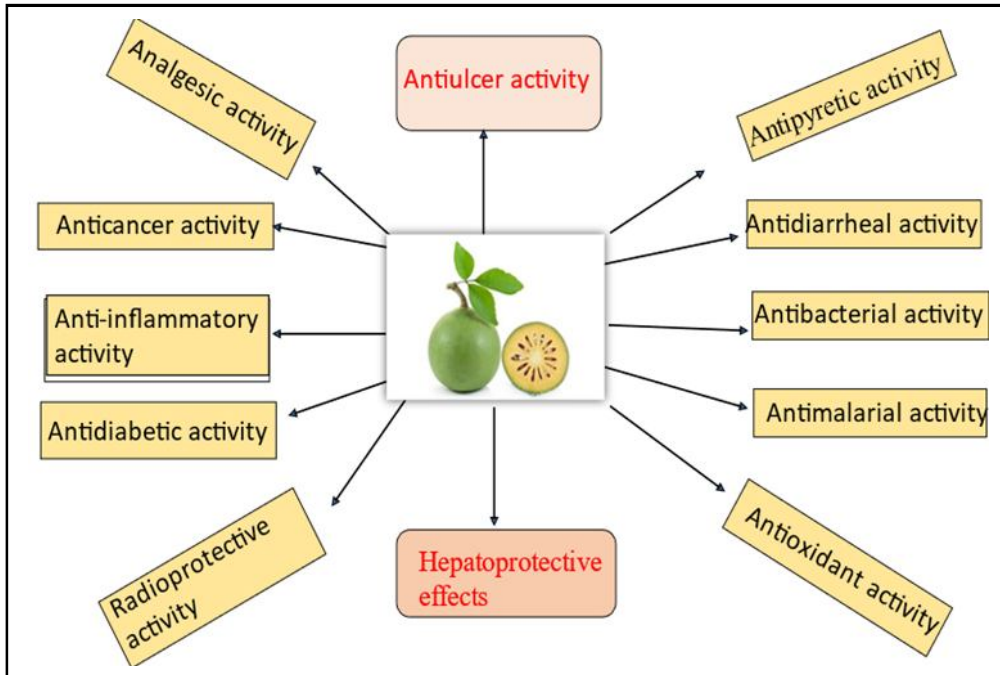 Analgesic activity
Antiulcer activity
Antipyretic activity
Anticancer activity
Antidiarrheal activity
Anti-inflammatory
activity
Antibacterial activity
Antidiabetic activity
Antimalarial activity
Radioprotective
activity
Hepatoprotective
effects
Antioxidant activity